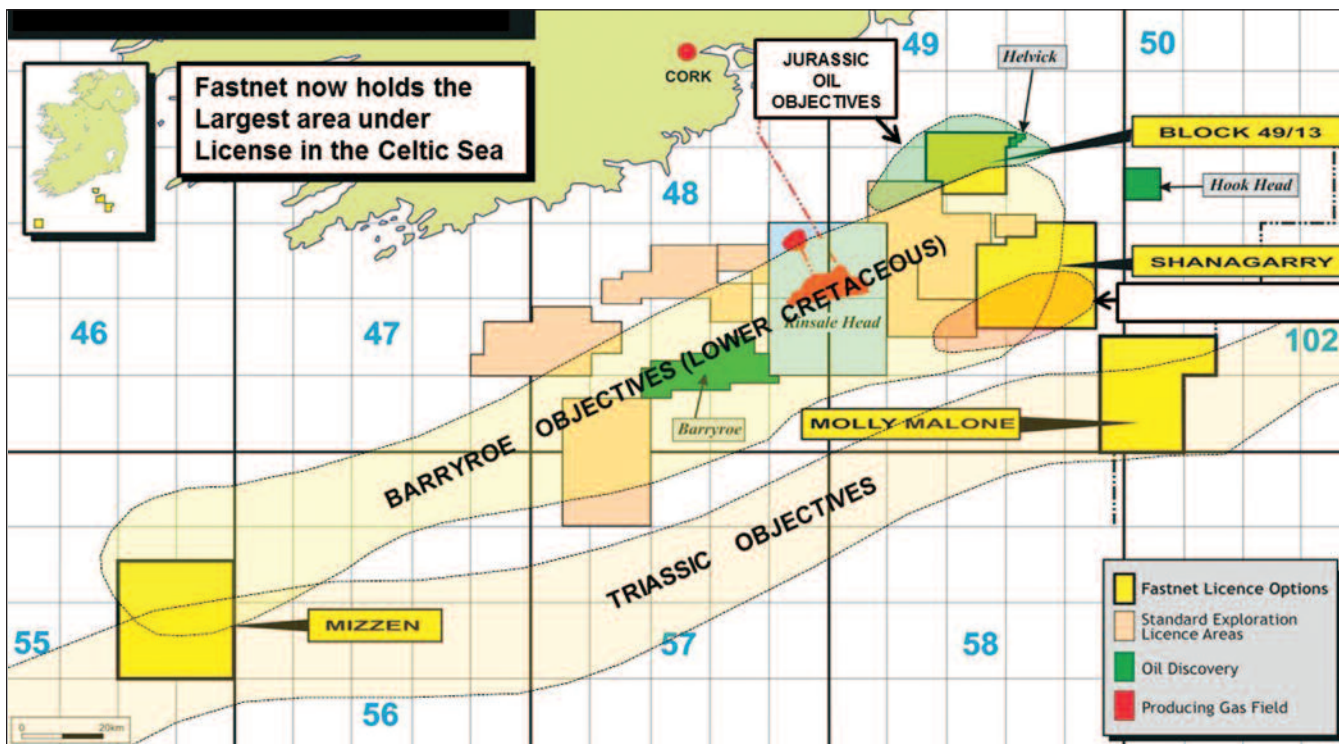 Fastnet now holds the
Largest area under
License in the Celtic Sea
CORK
JURASSIC
OIL
OBJECTIVES
49
50
Helvick
BLOCK 49/13
Hook Head
48
SHANAGARRY
46
47
Kinsale Head
102
BARRYROE OBJECTIVES (LOWER CRETACEOUS)
Barryroe
MOLLY MALONE
TRIASSIC OBJECTIVES
MIZZEN
55
57
58
56
0 20km
Fastnet Licence Options
Standard Exploration
Licence Areas
Oil Discovery
Producing Gas Field